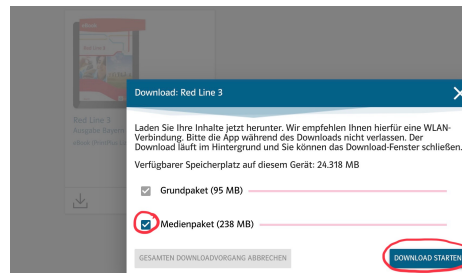 Red Line 3
Ausgabe Bayern
Download: Red Line 3
Laden Sie Ihre Inhalte jetzt herunter. Wir empfehlen Ihnen hierfür eine WLAN-
Verbindung. Bitte die App während des Downloads nicht verlassen. Der
Download läuft im Hintergrund und Sie können das Download-Fenster schließen.
Verfügbarer Speicherplatz auf diesem Gerät: 24.318 MB
Grundpaket (95 MB)
Medienpaket (238 MB)
GESAMTEN DOWNLOADVORGANG ABBRECHEN
DOWNLOAD STARTEN